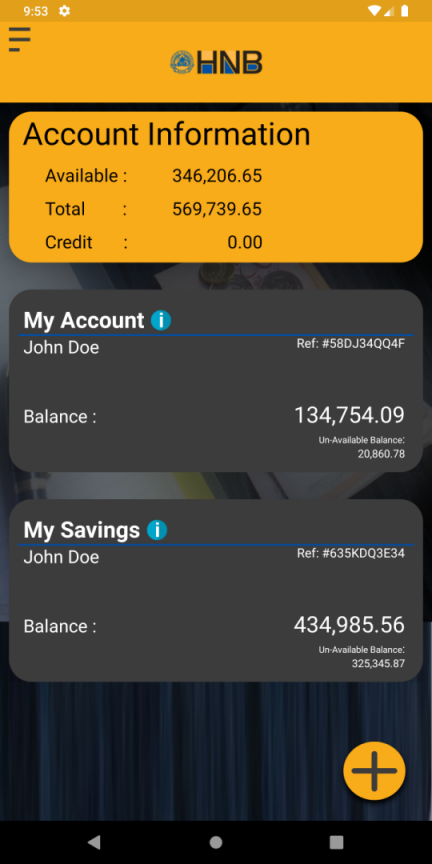 9:53
HNB
Account Information
Available : 346,206.65
Total : 569,739.65
Credit : 0.00
My Account i
John Doe Ref: #58DJ34QQ4F
Balance : 134,754.09
Un-Available Balance:
20,860.78
My Savings i
John Doe Ref: #635KDQ3E34
Balance : 434,985.56
Un-Available Balance:
325,345.87